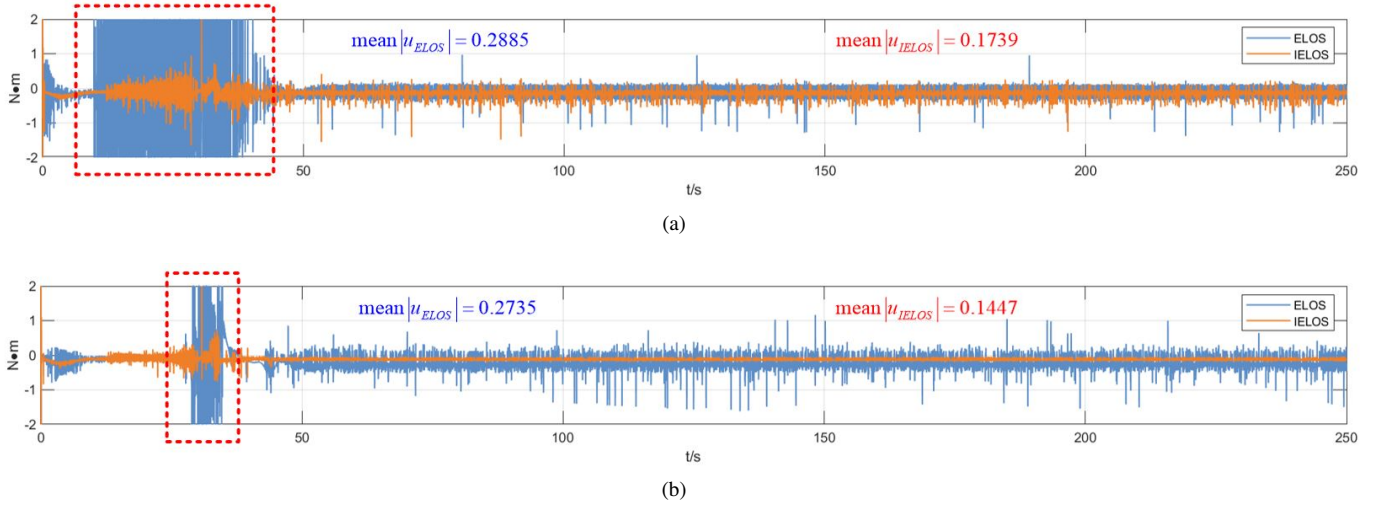 2
1
0
-1
-2
N●m
mean|u_ELOS| = 0.2885
mean|u_IELOS| = 0.1739
ELOS
IELOS
0 50 100 150 200 250
t/s
(a)
2
1
0
-1
-2
N●m
mean|u_ELOS| = 0.2735
mean|u_IELOS| = 0.1447
ELOS
IELOS
0 50 100 150 200 250
t/s
(b)